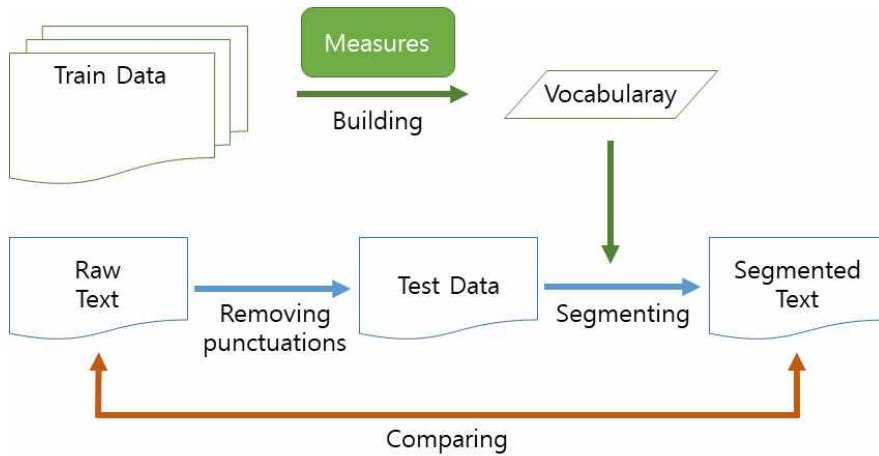 Measures
Train Data
Building
Vocabularay
Raw
Text
Removing
punctuations
Test Data
Segmenting
Segmented
Text
Comparing